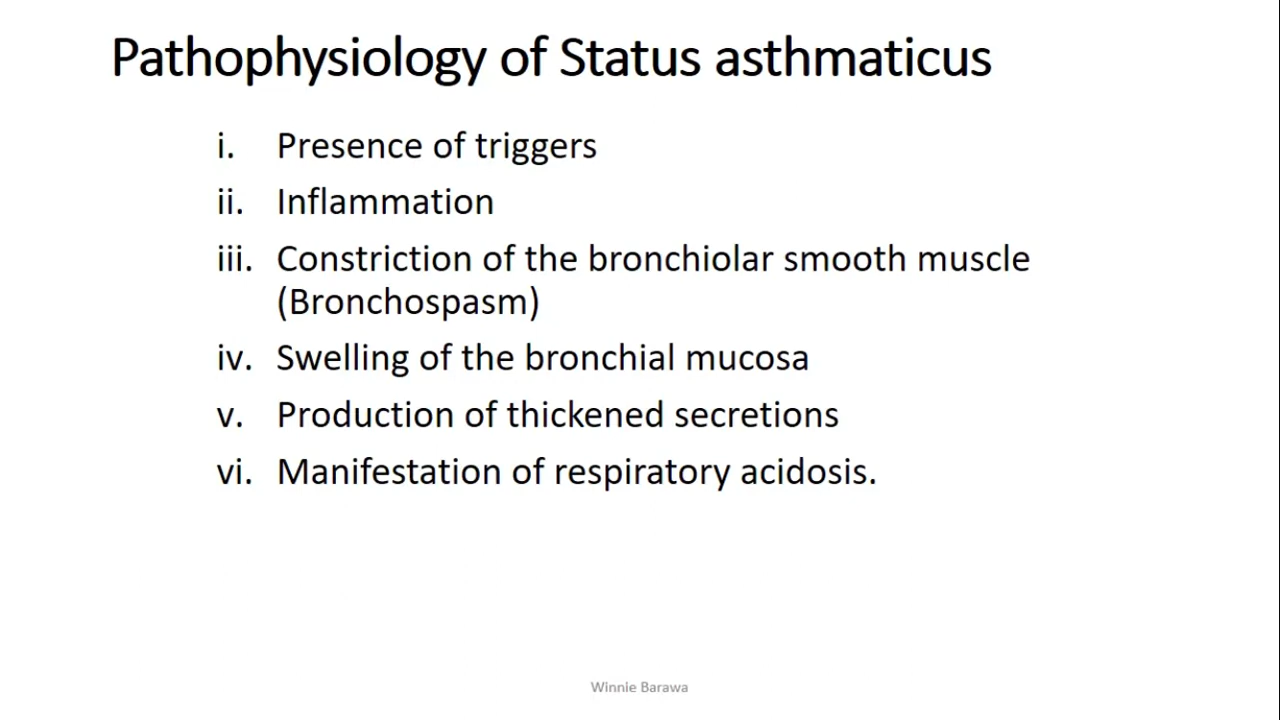 Pathophysiology of Status asthmaticus
i. Presence of triggers
ii. Inflammation
iii. Constriction of the bronchiolar smooth muscle
(Bronchospasm)
iv. Swelling of the bronchial mucosa
v. Production of thickened secretions
vi. Manifestation of respiratory acidosis.
Winnie Barawa